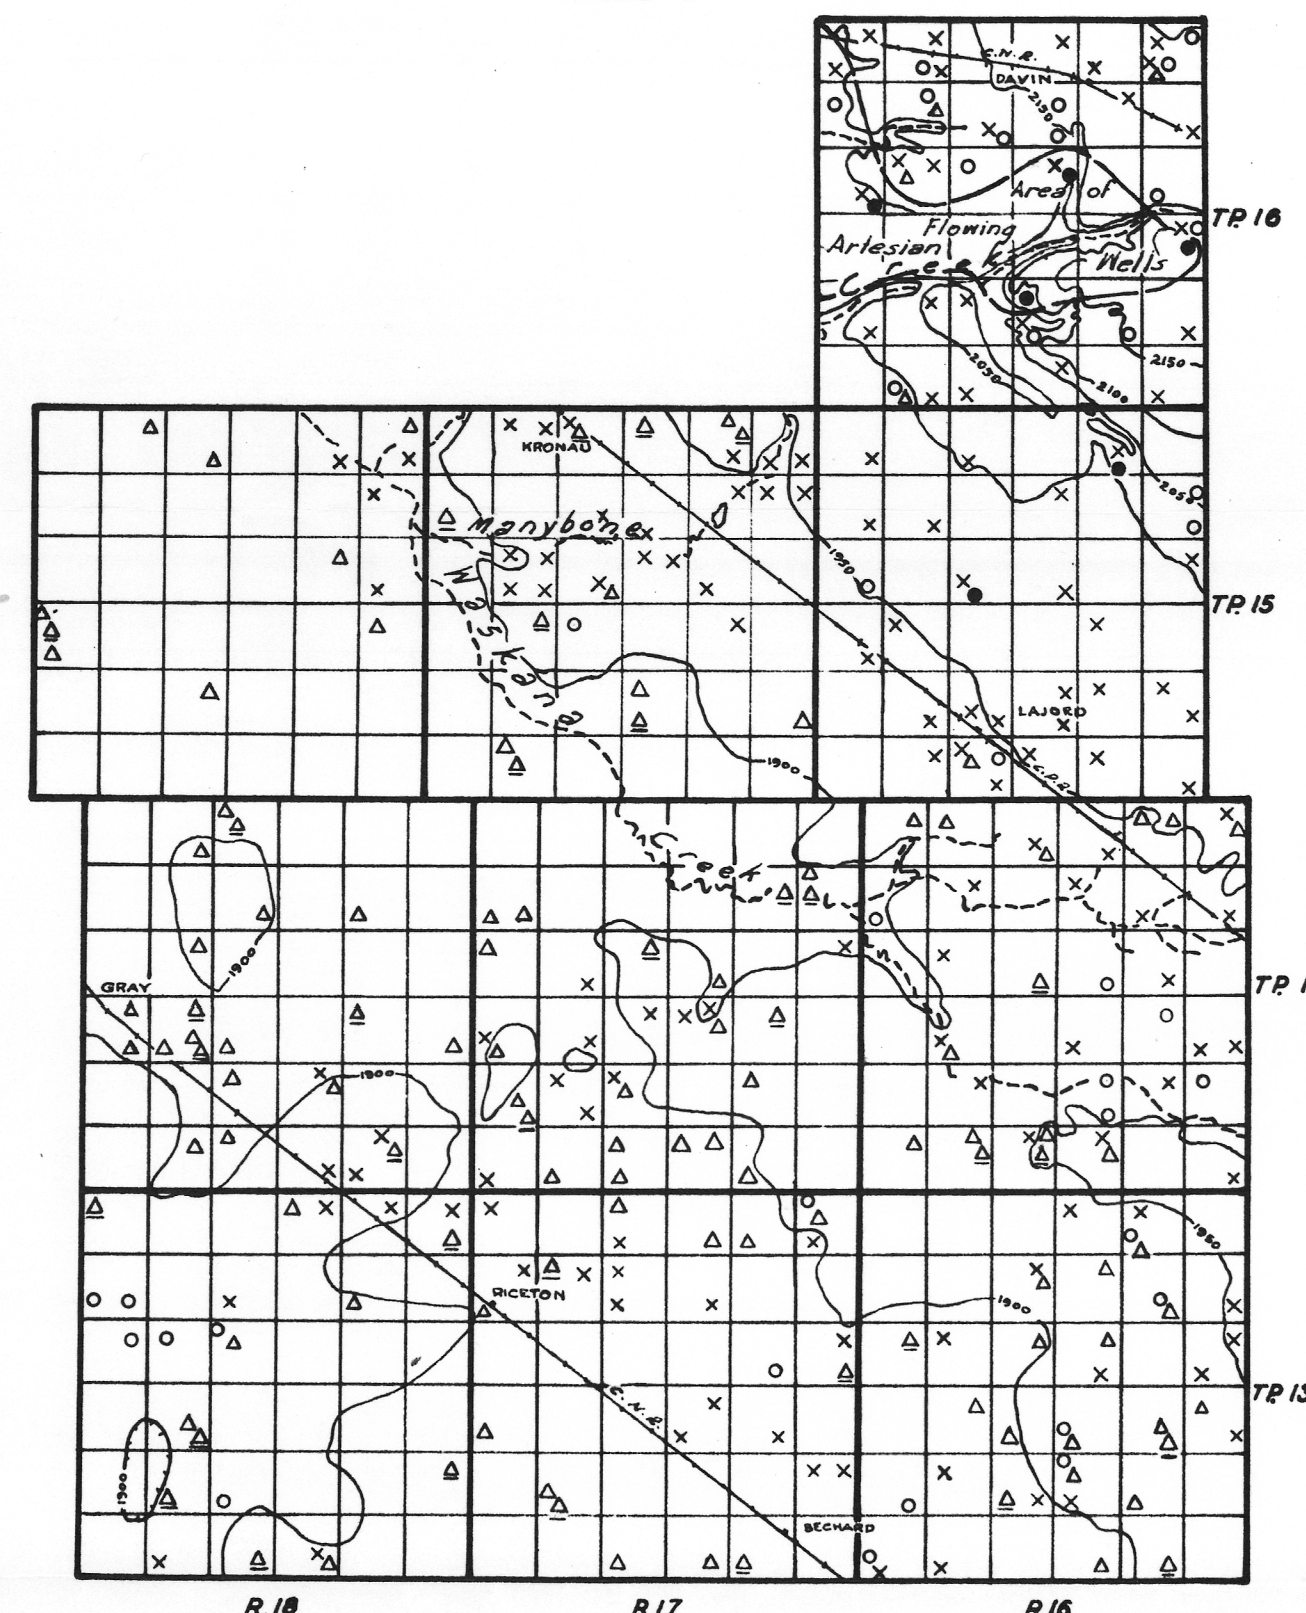 C.N.R.
DAVIN
2150
Area of
TP. 16
Flowing
Artesian
Wells
Creek
2150
2050
2100
KRONAU
2050
Manybone
1950
TP. 15
Wascana
LAJORD
1900
C.P.R.
Creek
1900
GRAY
TP. 1
1900
1950
RICETON
1900
TP. 13
C.N.R.
1900
BECHARD
R.18
R.17
R.16